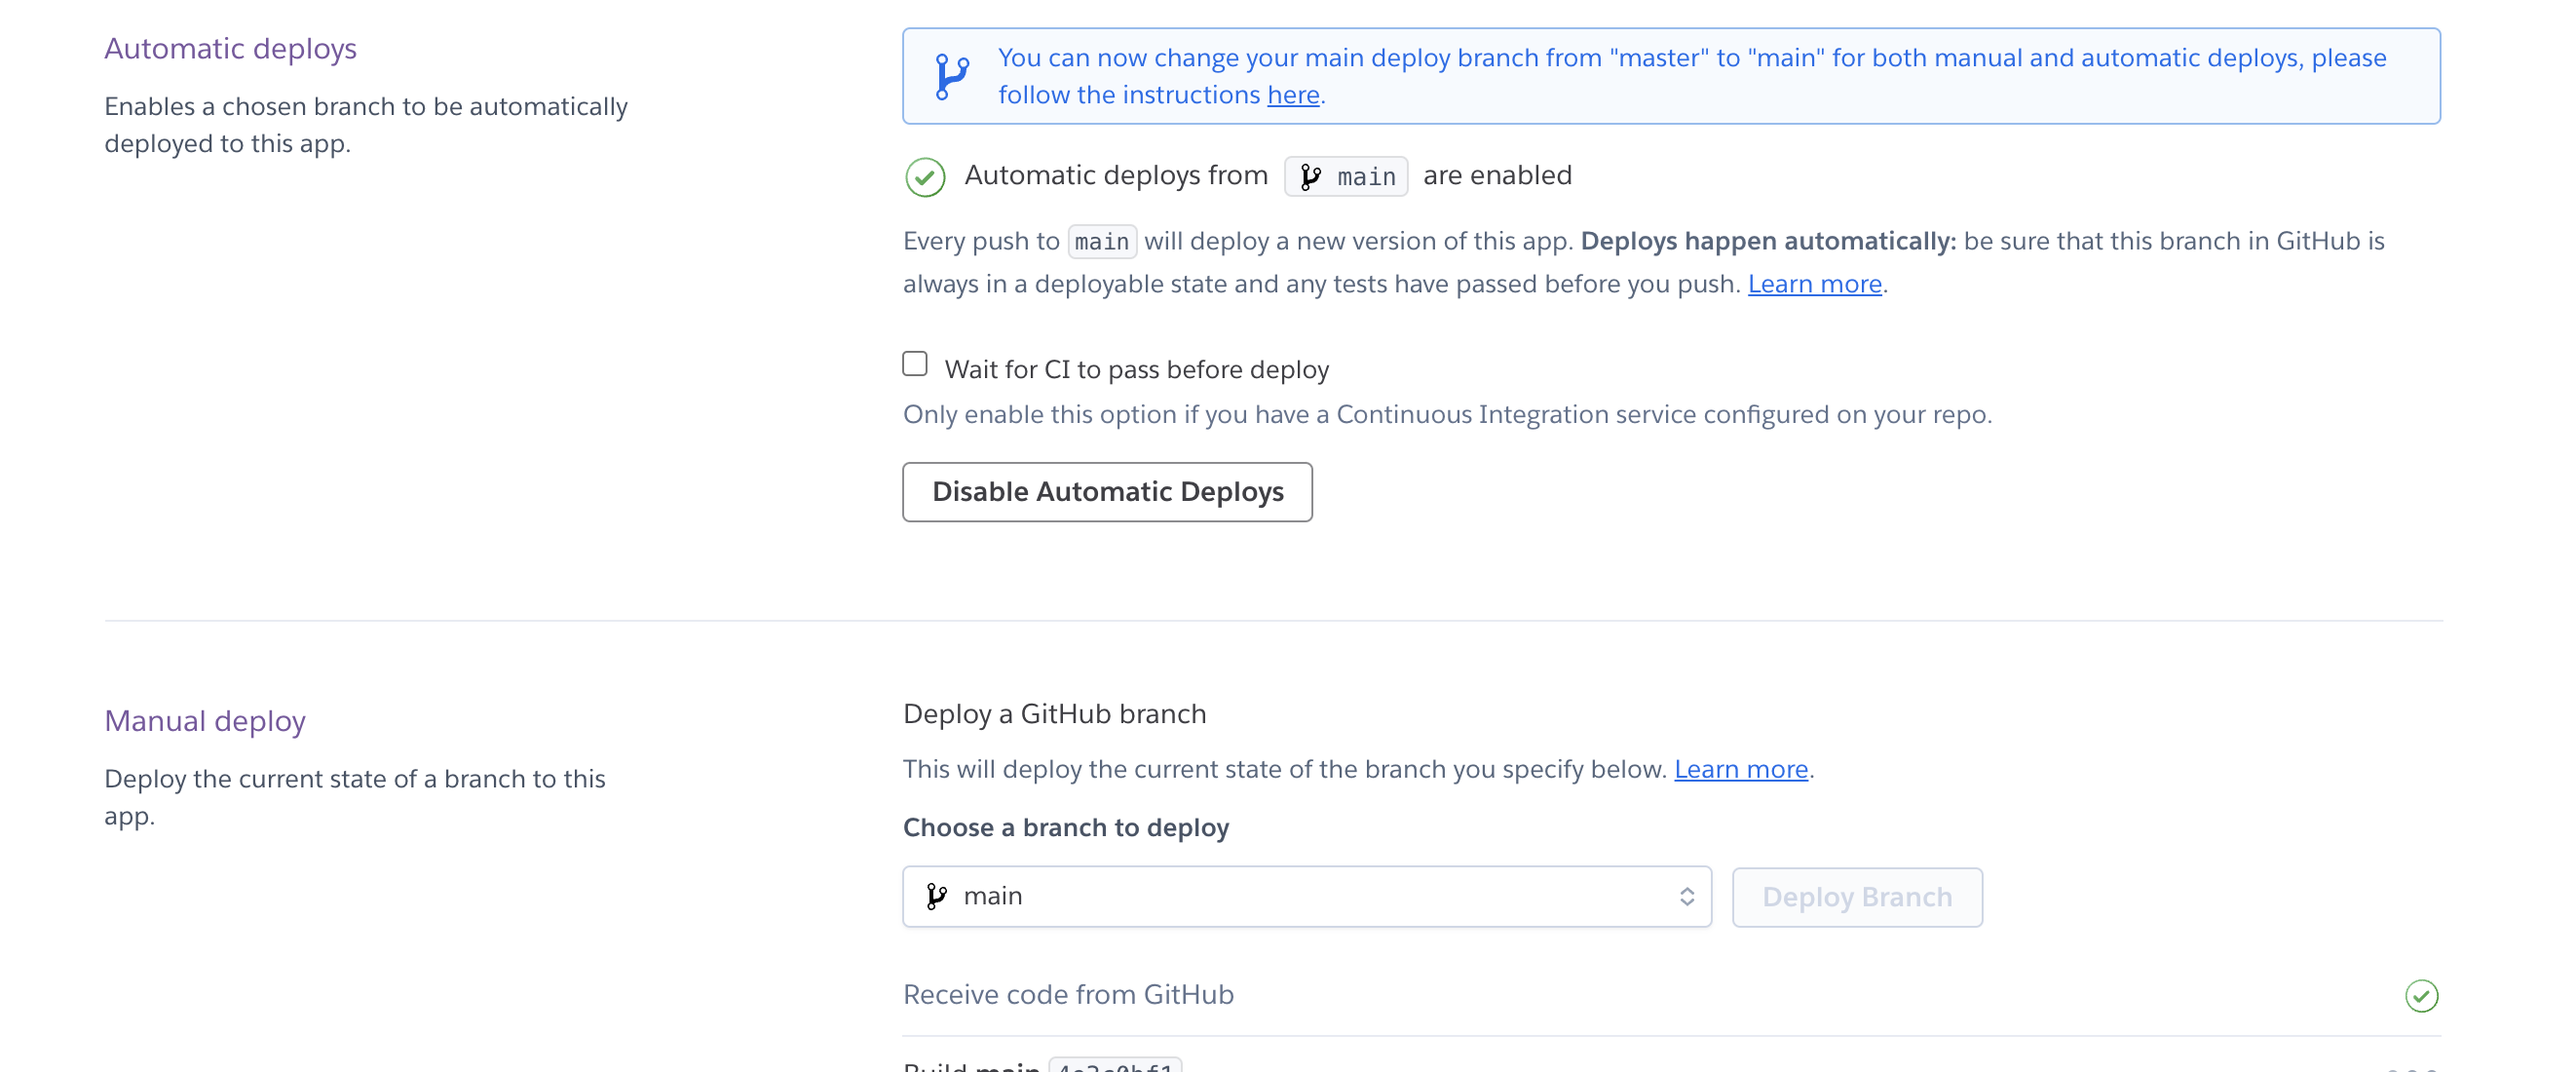 Automatic deploys
Enables a chosen branch to be automatically
deployed to this app.
You can now change your main deploy branch from "master" to "main" for both manual and automatic deploys, please
follow the instructions here.
Automatic deploys from main are enabled
Every push to main will deploy a new version of this app. Deploys happen automatically: be sure that this branch in GitHub is
always in a deployable state and any tests have passed before you push. Learn more.
Wait for CI to pass before deploy
Only enable this option if you have a Continuous Integration service configured on your repo.
Disable Automatic Deploys
Manual deploy
Deploy the current state of a branch to this
app.
Deploy a GitHub branch
This will deploy the current state of the branch you specify below. Learn more.
Choose a branch to deploy
main
Deploy Branch
Receive code from GitHub
Build main